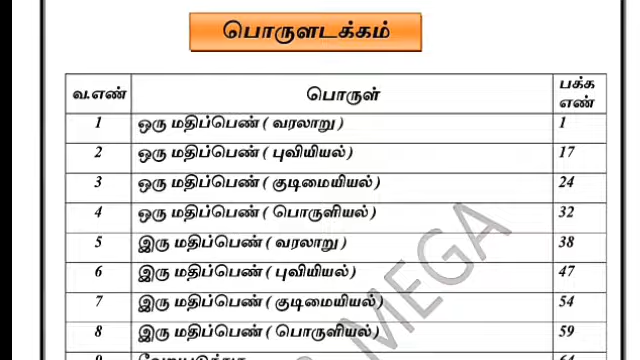 பொருளடக்கம்
வ.எண் பொருள் பக்க எண்
1 ஒரு மதிப்பெண் ( வரலாறு ) 1
2 ஒரு மதிப்பெண் ( புவியியல் ) 17
3 ஒரு மதிப்பெண் ( குடிமையியல் ) 24
4 ஒரு மதிப்பெண் ( பொருளியல் ) 32
5 இரு மதிப்பெண் ( வரலாறு ) 38
6 இரு மதிப்பெண் ( புவியியல் ) 47
7 இரு மதிப்பெண் ( குடிமையியல் ) 54
8 இரு மதிப்பெண் ( பொருளியல் ) 59
MEGA